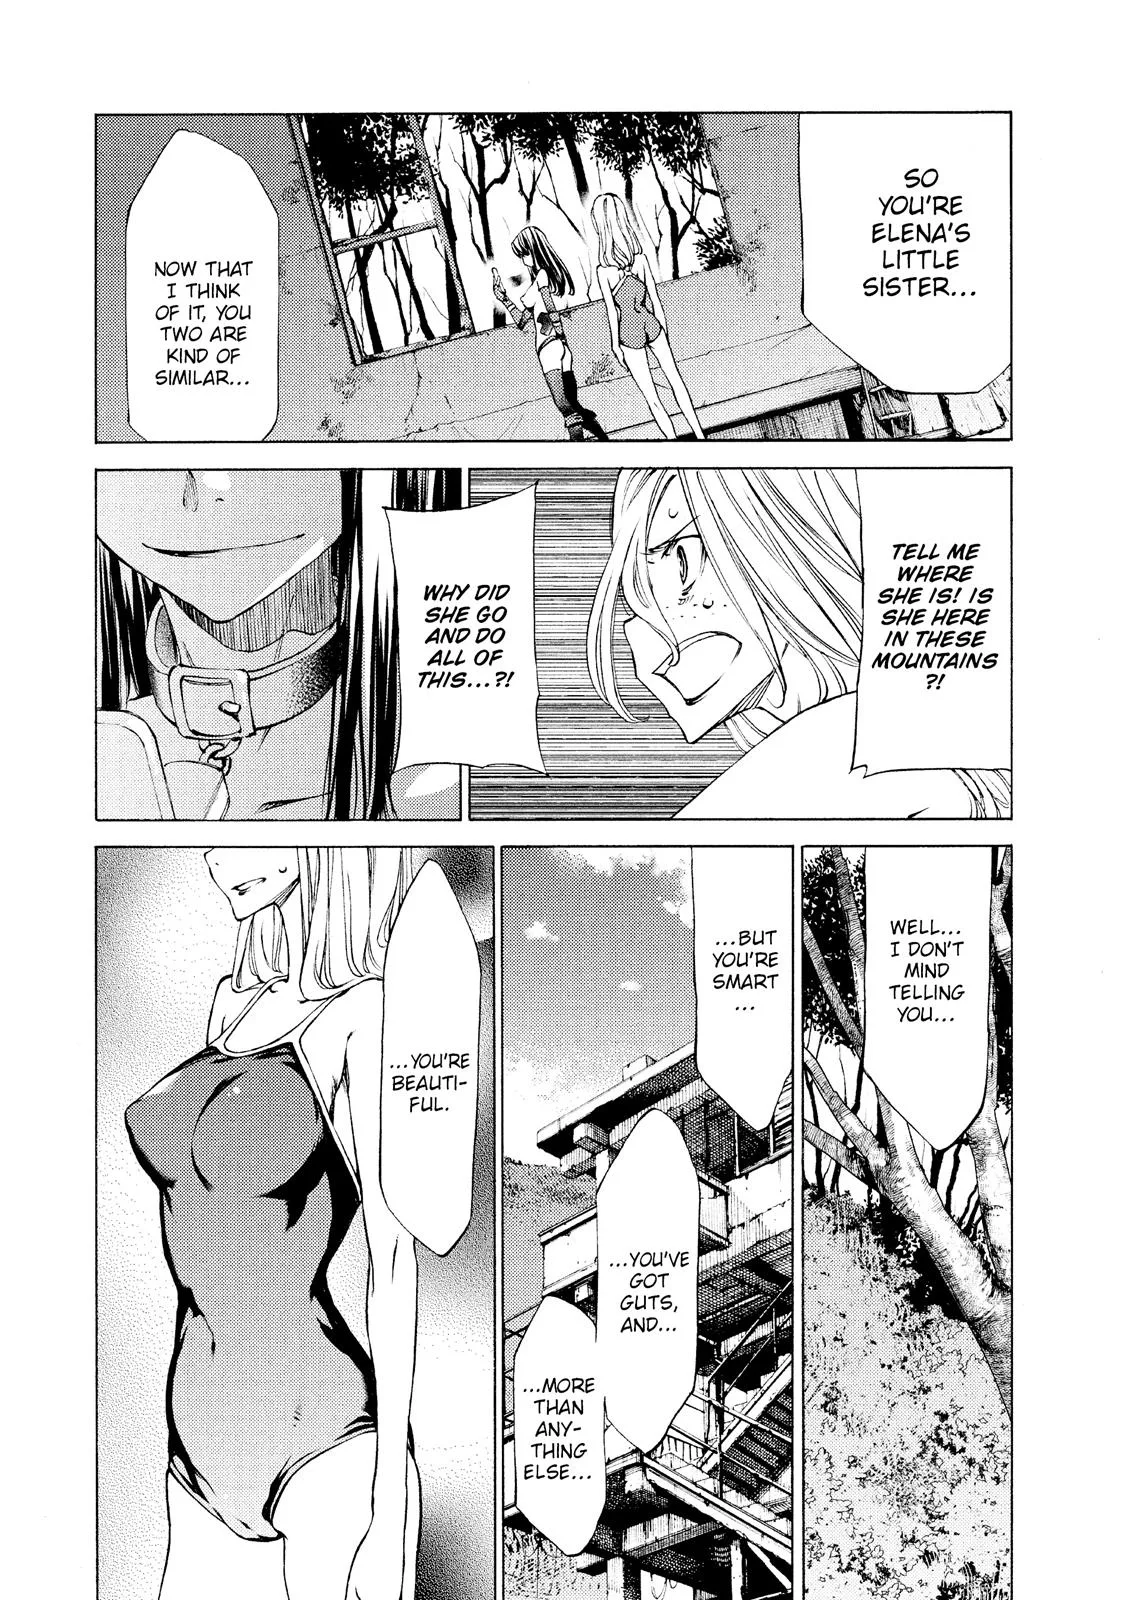 SO
YOU'RE
ELENA'S
LITTLE
SISTER...
NOW THAT
I THINK
OF IT, YOU
TWO ARE
KIND OF
SIMILAR...
TELL ME
WHERE
SHE IS! IS
SHE HERE
IN THESE
MOUNTAINS
?!
WHY DID
SHE GO
AND DO
ALL OF
THIS...?!
WELL...
...I DON'T
MIND
TELLING
YOU...
...BUT
YOU'RE
SMART
...
...YOU'VE
GOT
GUTS,
AND...
...MORE
THAN
ANY-
THING
ELSE...
...YOU'RE
BEAUTI-
FUL.